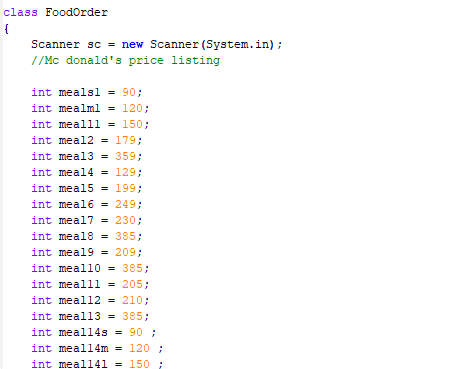 class FoodOrder
{
Scanner sc = new Scanner(System.in);
//Mc donald's price listing
int meals1 = 90;
int mealm1 = 120;
int meall1 = 150;
int meal2 = 179;
int meal3 = 359;
int meal4 = 129;
int meal5 = 199;
int meal6 = 249;
int meal7 = 230;
int meal8 = 385;
int meal9 = 209;
int meal10 = 385;
int meal11 = 205;
int meal12 = 210;
int meal13 = 385;
int meal14s = 90 ;
int meal14m = 120 ;
int meal14l = 150 ;